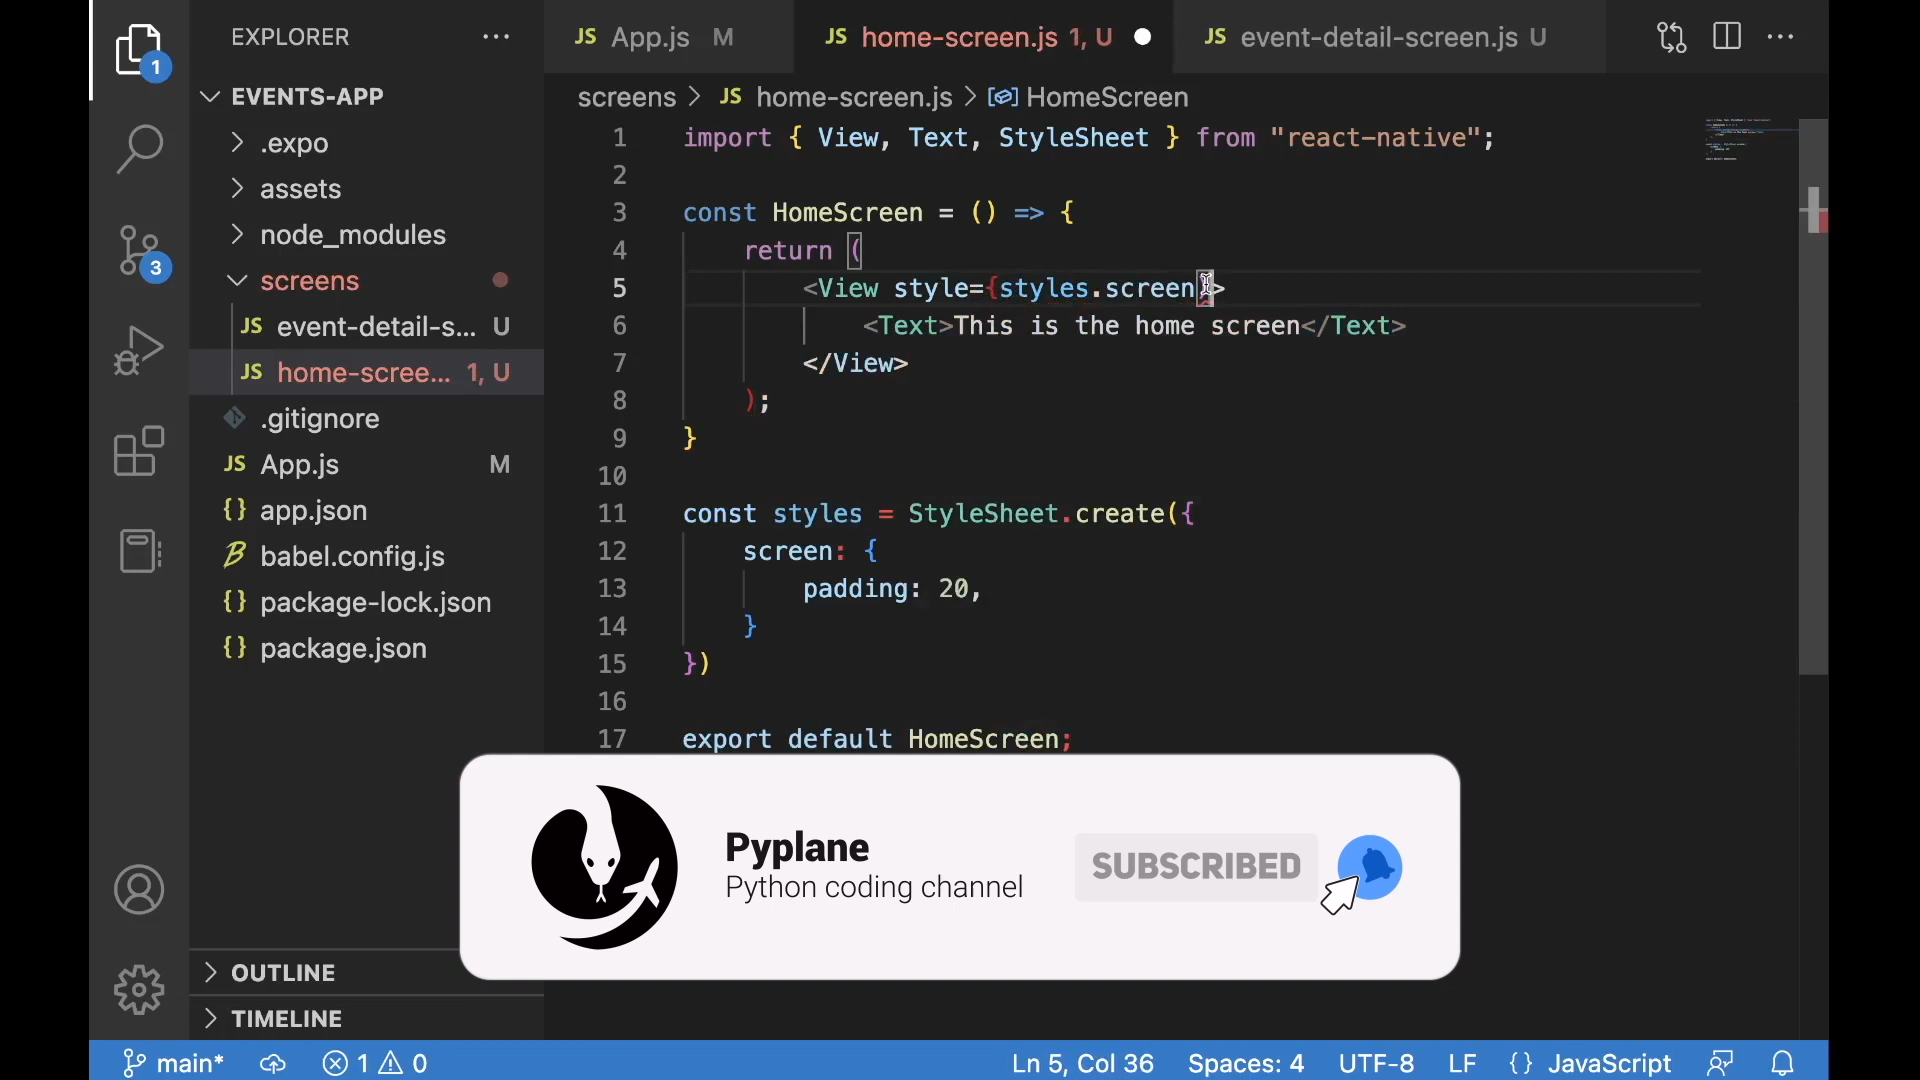 EXPLORER
1
EVENTS-APP
.expo
assets
node_modules
3
screens
JS event-detail-s... U
JS home-scree... 1, U
.gitignore
JS App.js M
{} app.json
babel.config.js
{} package-lock.json
{} package.json
OUTLINE
TIMELINE
JS App.js M
JS home-screen.js 1, U
JS event-detail-screen.js U
screens > JS home-screen.js > HomeScreen
1 import { View, Text, StyleSheet } from "react-native";
2
3 const HomeScreen = () => {
4 return (
5 <View style={styles.screen}>
6 <Text>This is the home screen</Text>
7 </View>
8 );
9 }
10
11 const styles = StyleSheet.create({
12 screen: {
13 padding: 20,
14 }
15 })
16
17 export default HomeScreen;
Pyplane
Python coding channel
SUBSCRIBED
main* 1 0 Ln 5, Col 36 Spaces: 4 UTF-8 LF {} JavaScript